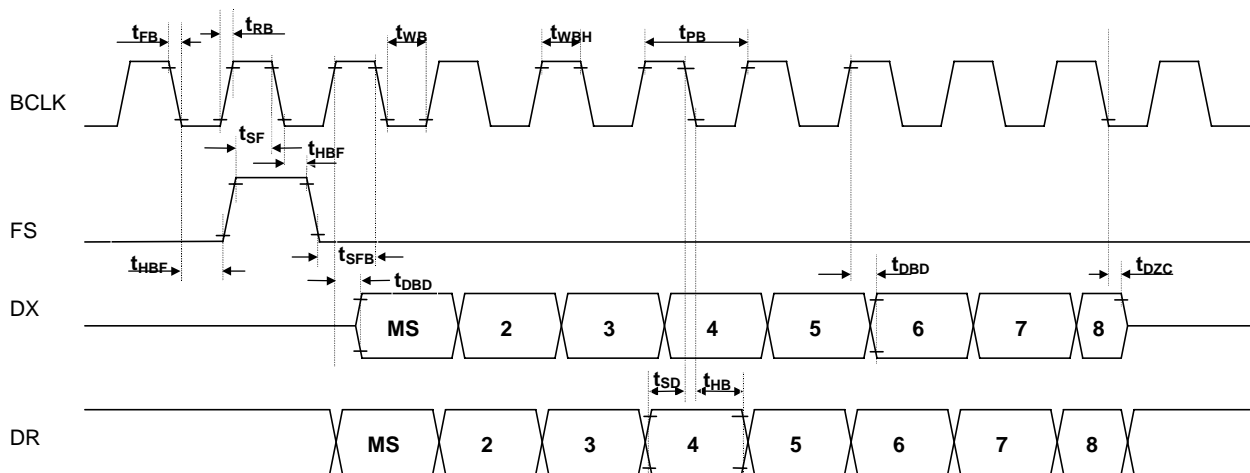 tFB tRB tWB tWBH tPB
BCLK
tSF tHBF
FS
tHBF tSFB tDBD tDBD tDZC
DX MS 2 3 4 5 6 7 8
tSD tHB
DR MS 2 3 4 5 6 7 8